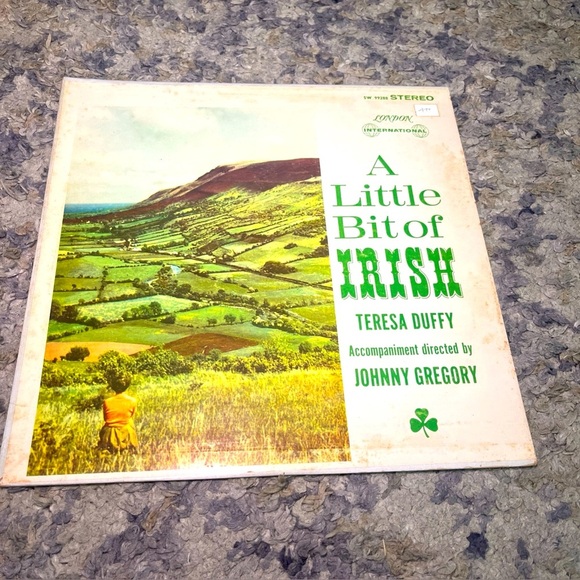 STEREO
LONDON
INTERNATIONAL
A
Little
Bit of
IRISH
TERESA DUFFY
Accompaniment directed by
JOHNNY GREGORY